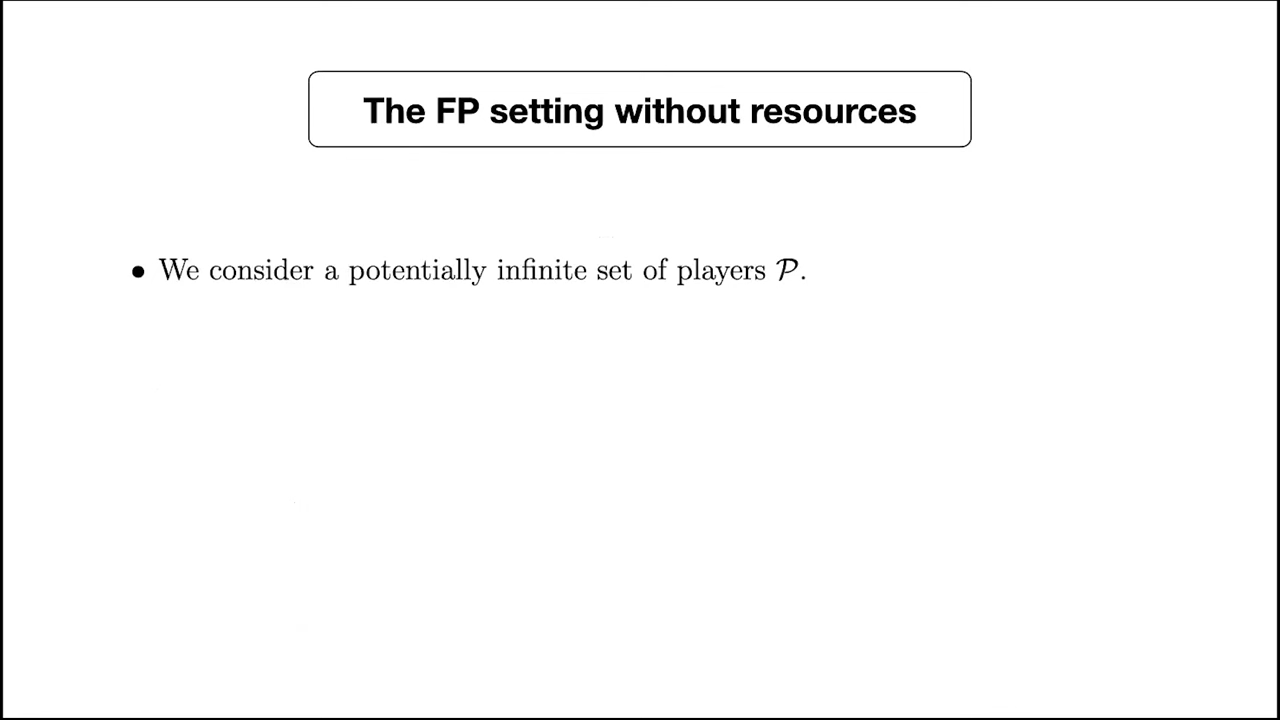 The FP setting without resources
• We consider a potentially infinite set of players 𝒫.